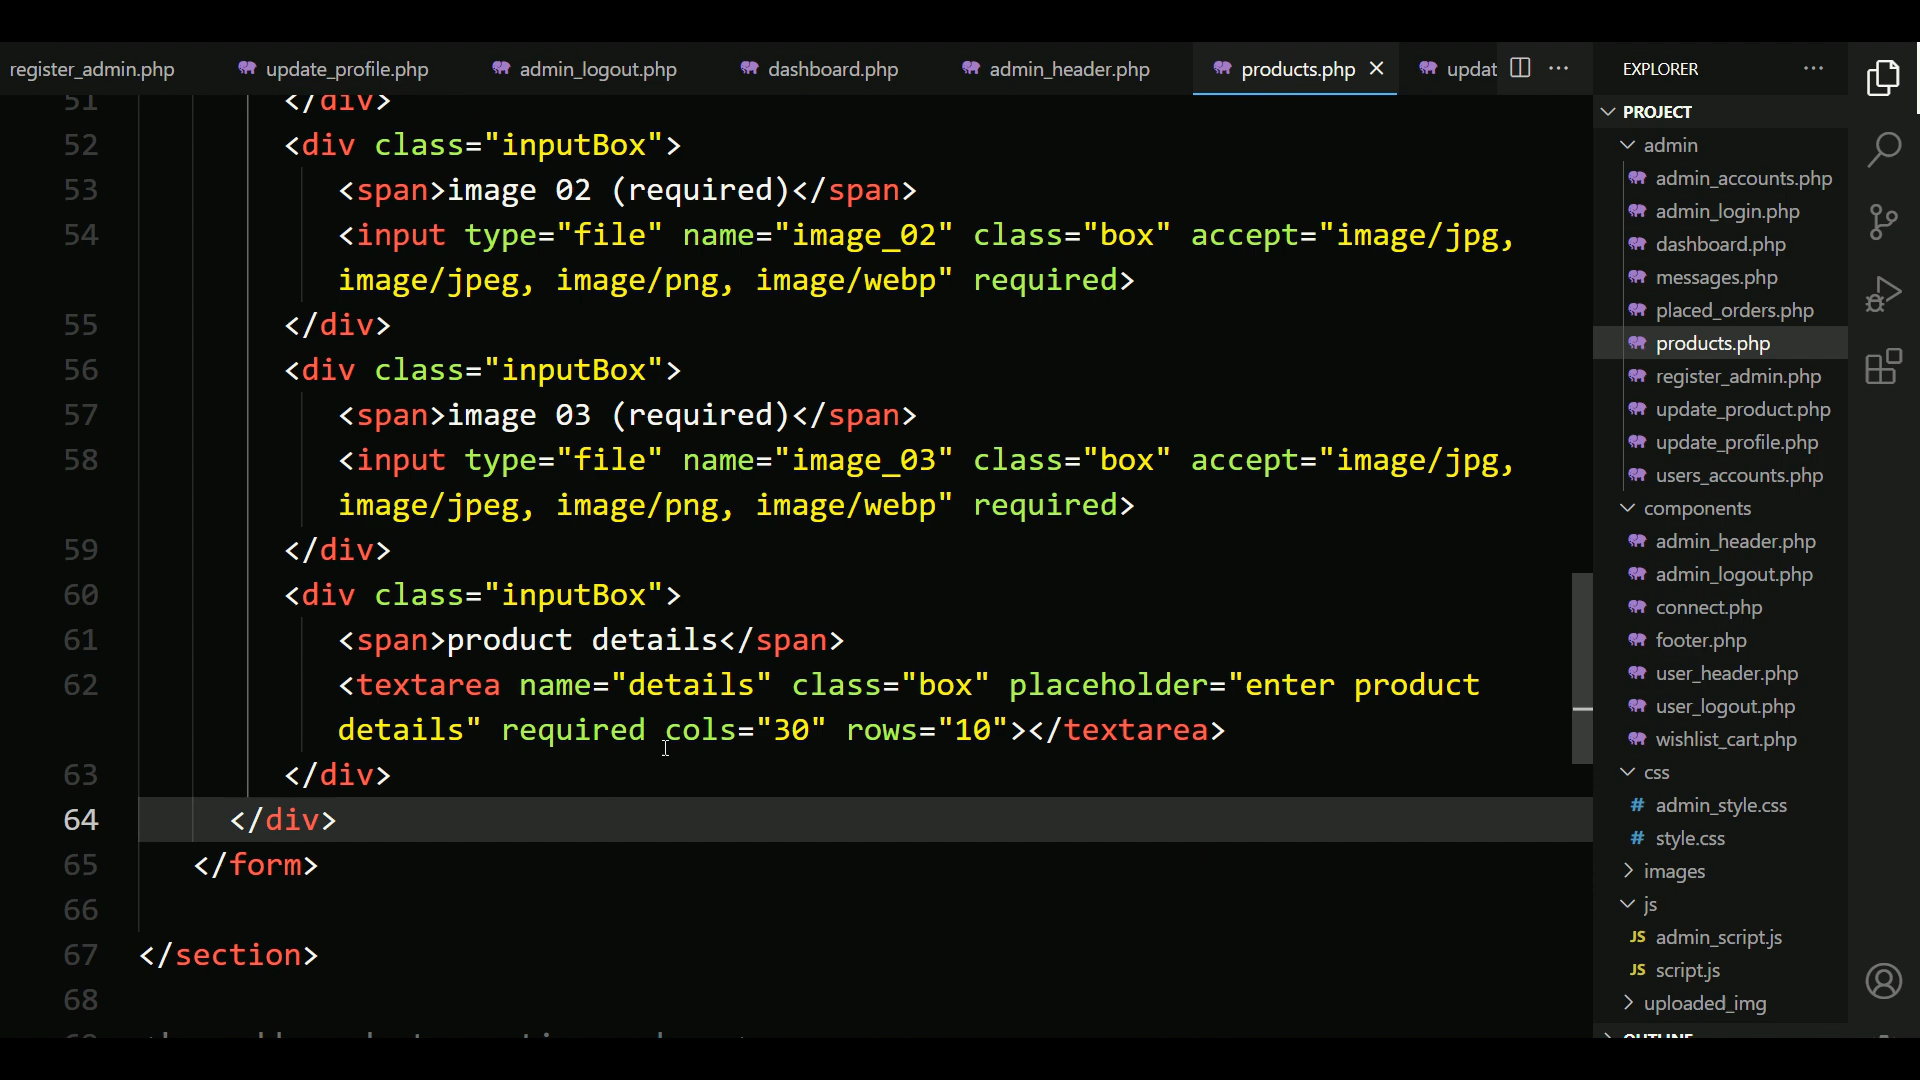 register_admin.php update_profile.php admin_logout.php dashboard.php admin_header.php products.php updat
51 </div>
52 <div class="inputBox">
53 <span>image 02 (required)</span>
54 <input type="file" name="image_02" class="box" accept="image/jpg,
image/jpeg, image/png, image/webp" required>
55 </div>
56 <div class="inputBox">
57 <span>image 03 (required)</span>
58 <input type="file" name="image_03" class="box" accept="image/jpg,
image/jpeg, image/png, image/webp" required>
59 </div>
60 <div class="inputBox">
61 <span>product details</span>
62 <textarea name="details" class="box" placeholder="enter product
details" required cols="30" rows="10"></textarea>
63 </div>
64 </div>
65 </form>
66
67 </section>
68
EXPLORER
PROJECT
admin
admin_accounts.php
admin_login.php
dashboard.php
messages.php
placed_orders.php
products.php
register_admin.php
update_product.php
update_profile.php
users_accounts.php
components
admin_header.php
admin_logout.php
connect.php
footer.php
user_header.php
user_logout.php
wishlist_cart.php
css
# admin_style.css
# style.css
images
js
JS admin_script.js
JS script.js
uploaded_img
OUTLINE